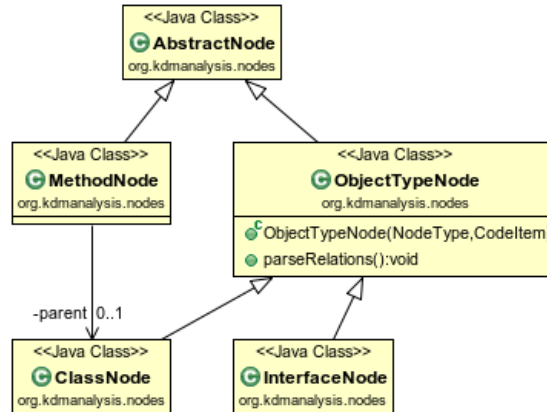 <<Java Class>>
AbstractNode
org.kdmanalysis.nodes
<<Java Class>>
MethodNode
org.kdmanalysis.nodes
<<Java Class>>
ObjectTypeNode
org.kdmanalysis.nodes
ObjectTypeNode(NodeType,CodeItem
parseRelations():void
-parent 0..1
<<Java Class>>
ClassNode
org.kdmanalysis.nodes
<<Java Class>>
InterfaceNode
org.kdmanalysis.nodes